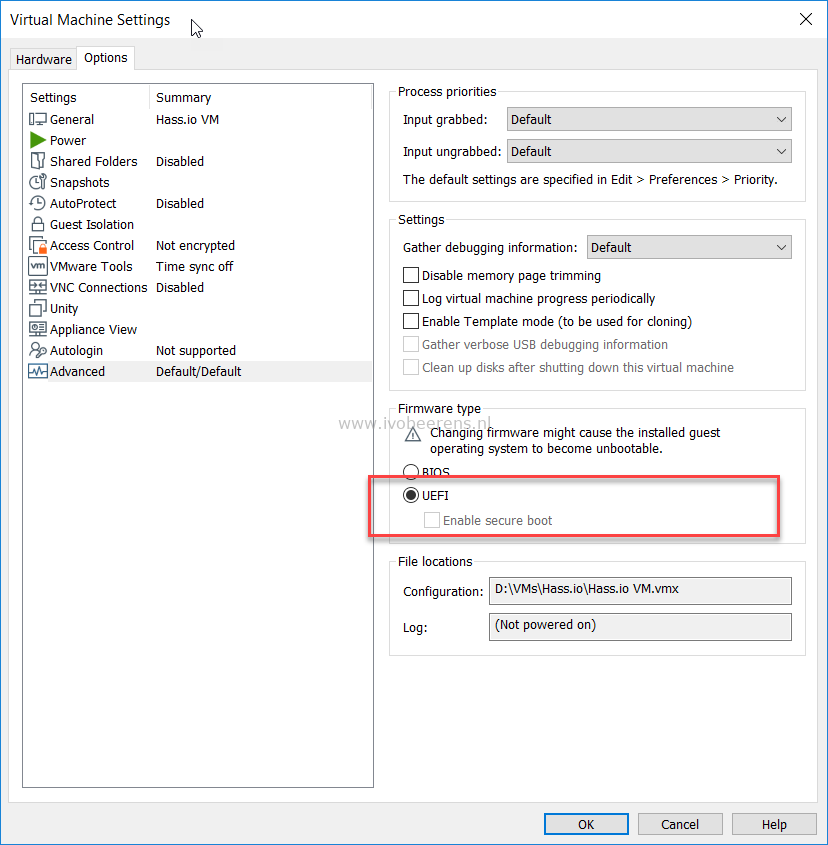 Virtual Machine Settings
Hardware
Options
Settings Summary
General Hass.io VM
Power
Shared Folders Disabled
Snapshots
AutoProtect Disabled
Guest Isolation
Access Control Not encrypted
vm VMware Tools Time sync off
VNC Connections Disabled
Unity
Appliance View
Autologin Not supported
Advanced Default/Default
Process priorities
Input grabbed: Default
Input ungrabbed: Default
The default settings are specified in Edit > Preferences > Priority.
Settings
Gather debugging information: Default
Disable memory page trimming
Log virtual machine progress periodically
Enable Template mode (to be used for cloning)
Gather verbose USB debugging information
Clean up disks after shutting down this virtual machine
Firmware type
www.ivobeerens.nl
Changing firmware might cause the installed guest
operating system to become unbootable.
BIOS
UEFI
Enable secure boot
File locations
Configuration: D:\VMs\Hass.io\Hass.io VM.vmx
Log: (Not powered on)
OK Cancel Help